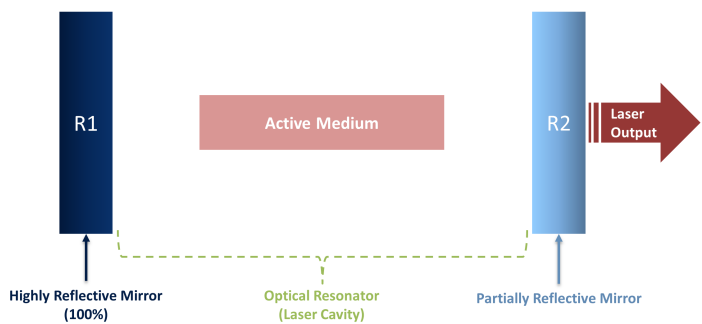 R1
Active Medium
R2
Laser
Output
Highly Reflective Mirror
(100%)
Optical Resonator
(Laser Cavity)
Partially Reflective Mirror